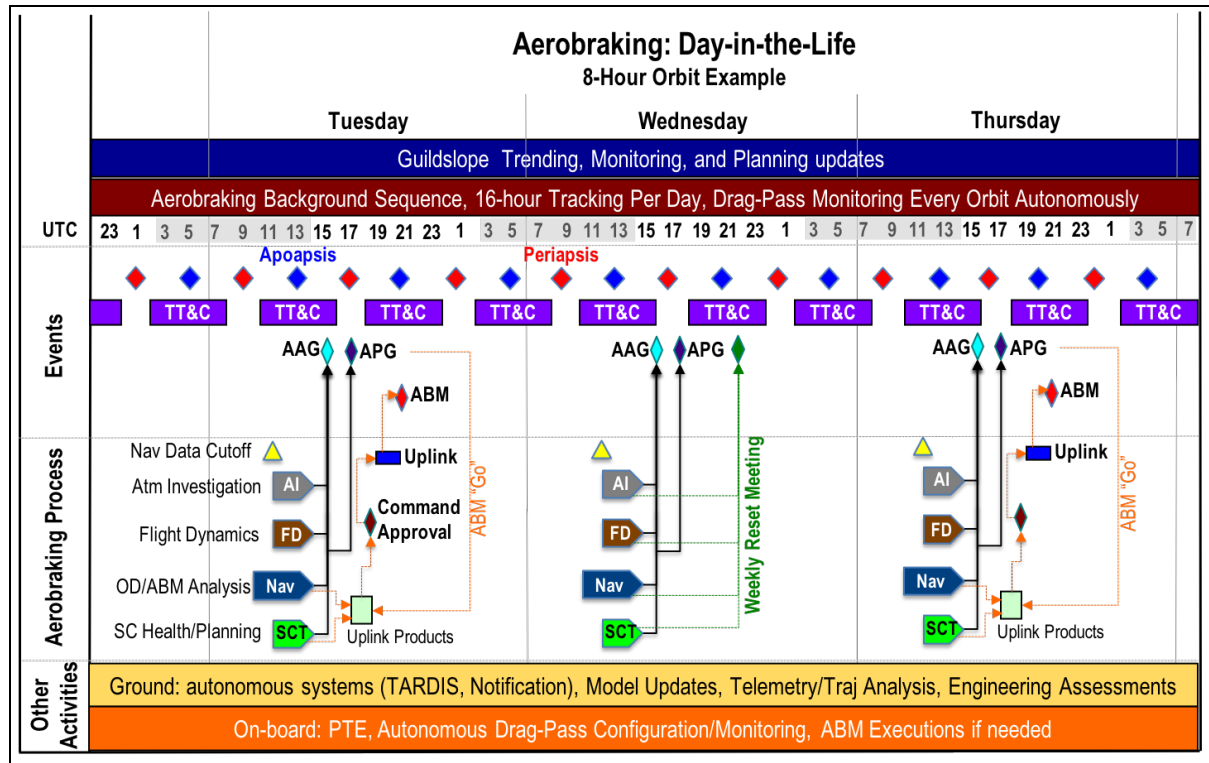 Aerobraking: Day-in-the-Life
8-Hour Orbit Example
Tuesday Wednesday Thursday
Guildslope Trending, Monitoring, and Planning updates
Aerobraking Background Sequence, 16-hour Tracking Per Day, Drag-Pass Monitoring Every Orbit Autonomously
UTC 23 1 3 5 7 9 11 13 15 17 19 21 23 1 3 5 7 9 11 13 15 17 19 21 23 1 3 5 7 9 11 13 15 17 19 21 23 1 3 5 7
Apoapsis Periapsis
Events
TT&C TT&C TT&C TT&C TT&C TT&C TT&C TT&C TT&C TT&C
AAG APG AAG APG AAG APG
ABM ABM
ABM "Go" Weekly Reset Meeting ABM "Go"
Aerobraking Process
Nav Data Cutoff Uplink Uplink
Atm Investigation AI AI AI
Command
Approval
Flight Dynamics FD FD FD
OD/ABM Analysis Nav Nav Nav
SC Health/Planning SCT SCT SCT
Uplink Products Uplink Products
Other
Activities
Ground: autonomous systems (TARDIS, Notification), Model Updates, Telemetry/Traj Analysis, Engineering Assessments
On-board: PTE, Autonomous Drag-Pass Configuration/Monitoring, ABM Executions if needed